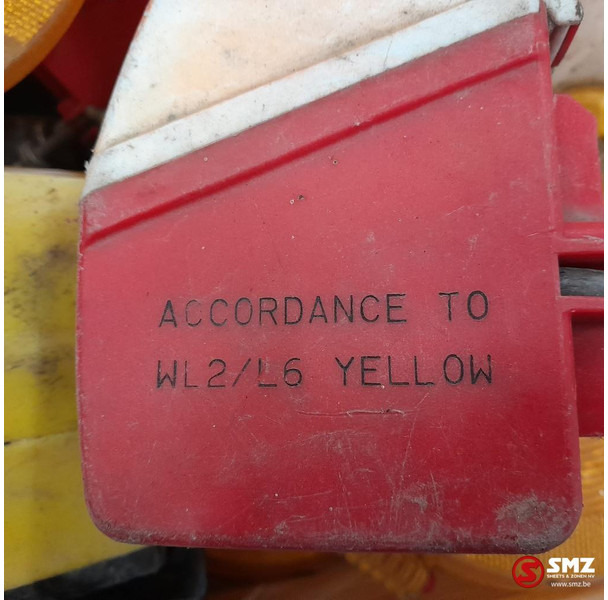 ACCORDANCE TO
WL2/L6 YELLOW
SMZ
SMEETS & ZONEN NV
www.smz.be